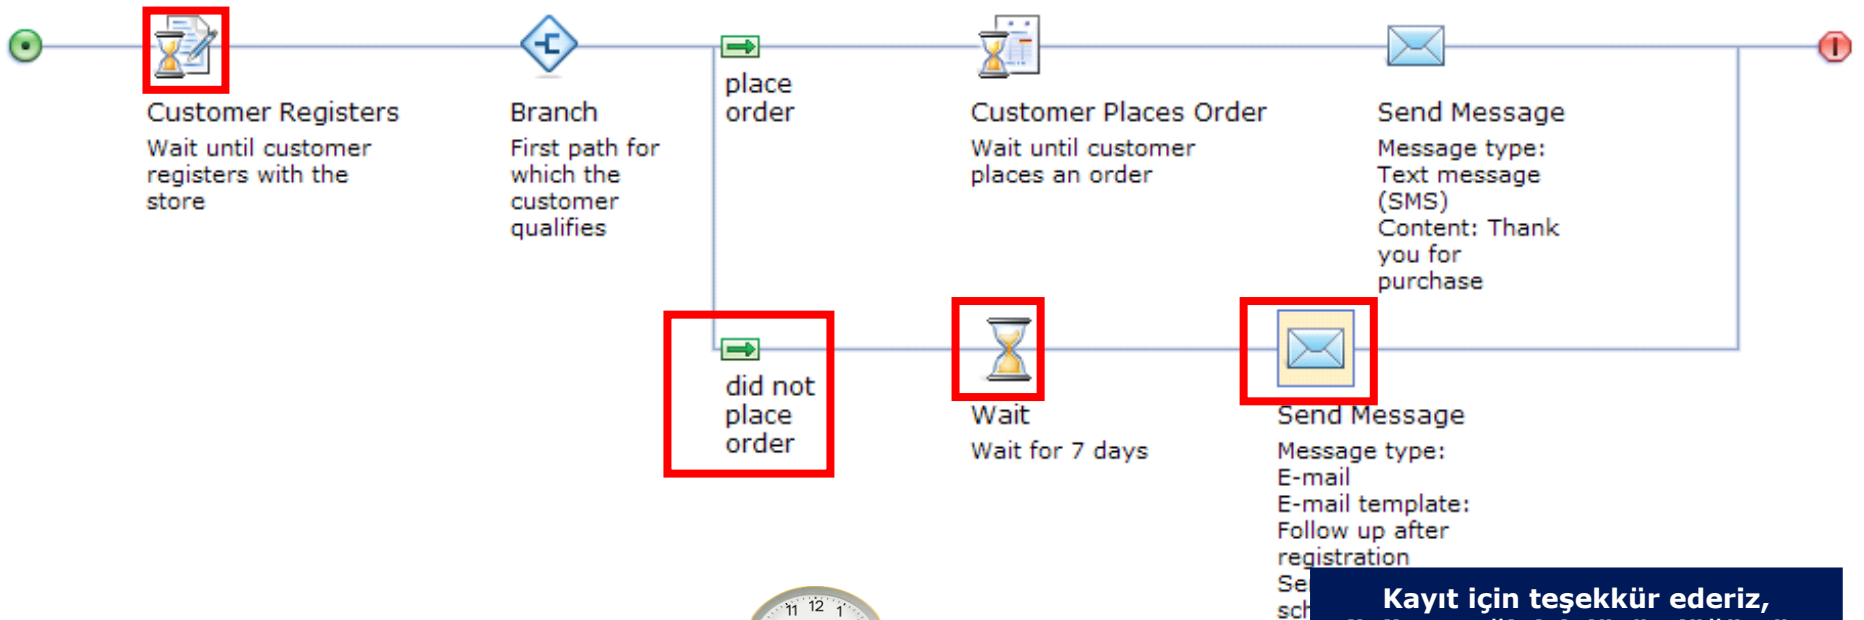 Customer Registers
Wait until customer
registers with the
store
Branch
First path for
which the
customer
qualifies
place
order
Customer Places Order
Wait until customer
places an order
Send Message
Message type:
Text message
(SMS)
Content: Thank
you for
purchase
did not
place
order
Wait
Wait for 7 days
Send Message
Message type:
E-mail
E-mail template:
Follow up after
registration
11 12 1
Kayıt için teşekkür ederiz,